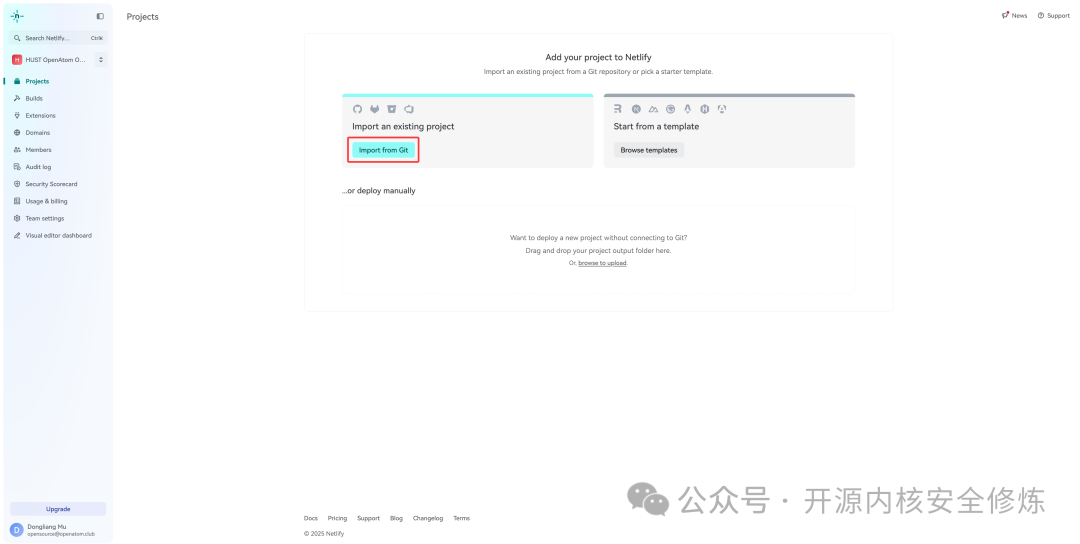 Search Netlify...
Ctrl K
H
HUST OpenAtom O...
Projects
Builds
Extensions
Domains
Members
Audit log
Security Scorecard
Usage & billing
Team settings
Visual editor dashboard
Upgrade
D
Dongliang Mu
opensource@openatom.club
Projects
News
Support
Add your project to Netlify
Import an existing project from a Git repository or pick a starter template.
Import an existing project
Import from Git
Start from a template
Browse templates
...or deploy manually
Want to deploy a new project without connecting to Git?
Drag and drop your project output folder here.
Or, browse to upload.
Docs Pricing Support Blog Changelog Terms
© 2025 Netlify
公众号 · 开源内核安全修炼